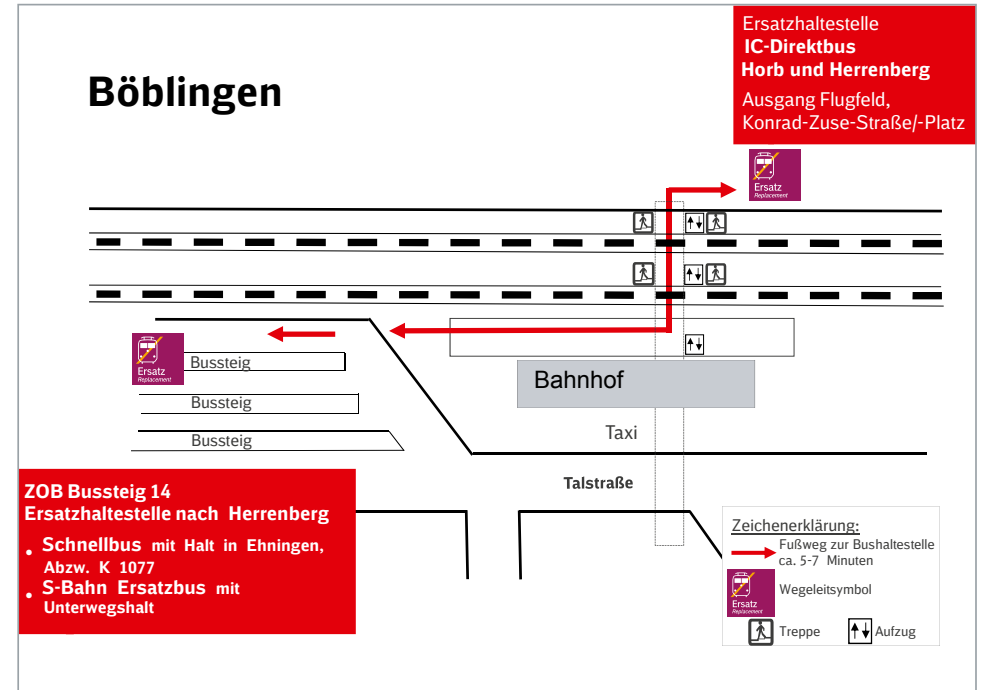 Ersatzhaltestelle
IC-Direktbus
Horb und Herrenberg
Ausgang Flugfeld,
Konrad-Zuse-Straße/-Platz
Böblingen
Ersatz
Replacement
Ersatz
Replacement
Bussteig
Bussteig
Bussteig
Bahnhof
Taxi
Talstraße
ZOB Bussteig 14
Ersatzhaltestelle nach Herrenberg
• Schnellbus mit Halt in Ehningen,
Abzw. K 1077
• S-Bahn Ersatzbus mit
Unterwegshalt
Zeichenerklärung:
Fußweg zur Bushaltestelle
ca. 5-7 Minuten
Ersatz
Replacement
Wegeleitsymbol
Treppe
Aufzug